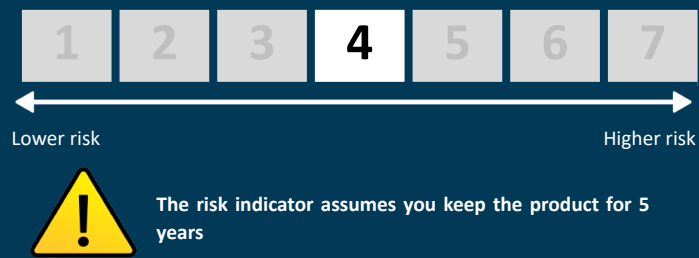 1 2 3 4 5 6 7
Lower risk Higher risk
The risk indicator assumes you keep the product for 5
years